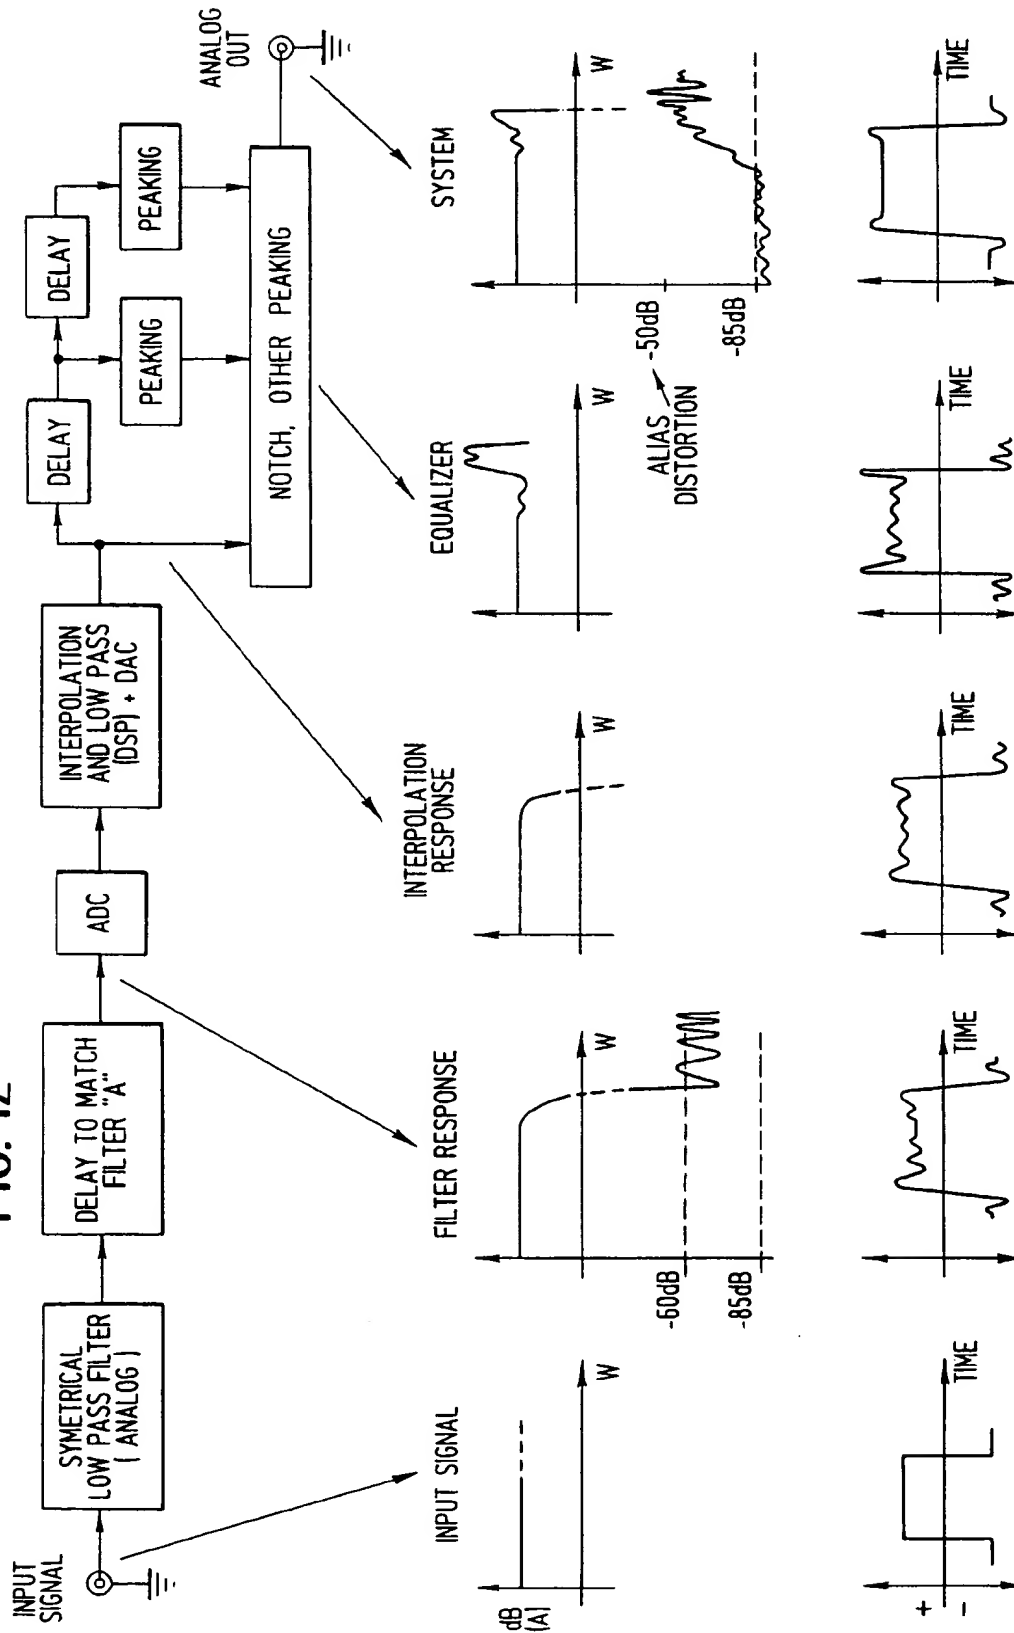 FIG. 12
INPUT
SIGNAL
SYMETRICAL
LOW PASS FILTER
( ANALOG )
DELAY TO MATCH
FILTER "A"
ADC
INTERPOLATION
AND LOW PASS
(DSP) + DAC
DELAY
DELAY
PEAKING
PEAKING
NOTCH, OTHER PEAKING
ANALOG
OUT
INPUT SIGNAL
FILTER RESPONSE
INTERPOLATION
RESPONSE
EQUALIZER
SYSTEM
dB
(A)
W
-60dB
-85dB
W
W
W
ALIAS
DISTORTION
-50dB
-85dB
W
+
-
TIME
TIME
TIME
TIME
TIME